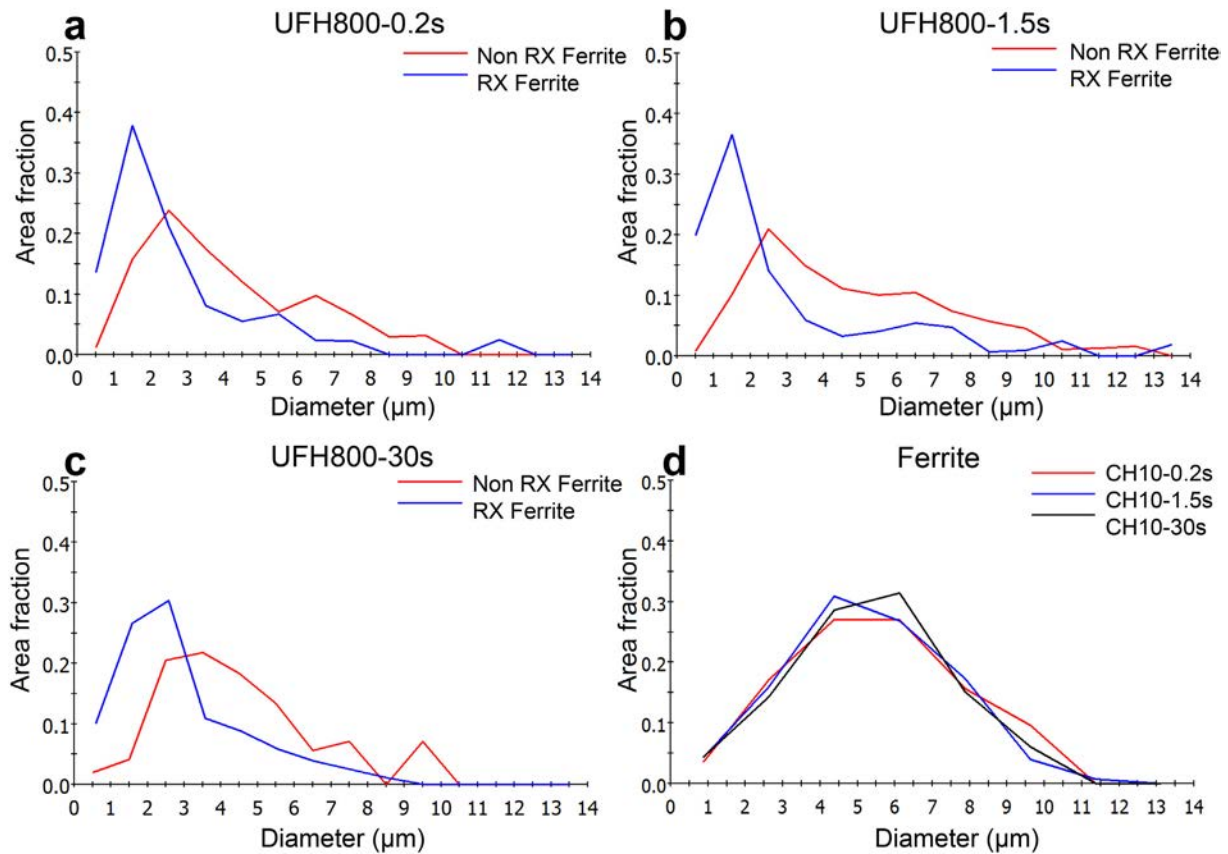 a UFH800-0.2s
Non RX Ferrite
RX Ferrite
Area fraction
0.5
0.4
0.3
0.2
0.1
0.0
0 1 2 3 4 5 6 7 8 9 10 11 12 13 14
Diameter (μm)
b UFH800-1.5s
Non RX Ferrite
RX Ferrite
Area fraction
0.5
0.4
0.3
0.2
0.1
0.0
0 1 2 3 4 5 6 7 8 9 10 11 12 13 14
Diameter (μm)
c UFH800-30s
Non RX Ferrite
RX Ferrite
Area fraction
0.5
0.4
0.3
0.2
0.1
0.0
0 1 2 3 4 5 6 7 8 9 10 11 12 13 14
Diameter (μm)
d Ferrite
CH10-0.2s
CH10-1.5s
CH10-30s
Area fraction
0.5
0.4
0.3
0.2
0.1
0.0
0 1 2 3 4 5 6 7 8 9 10 11 12 13 14
Diameter (μm)